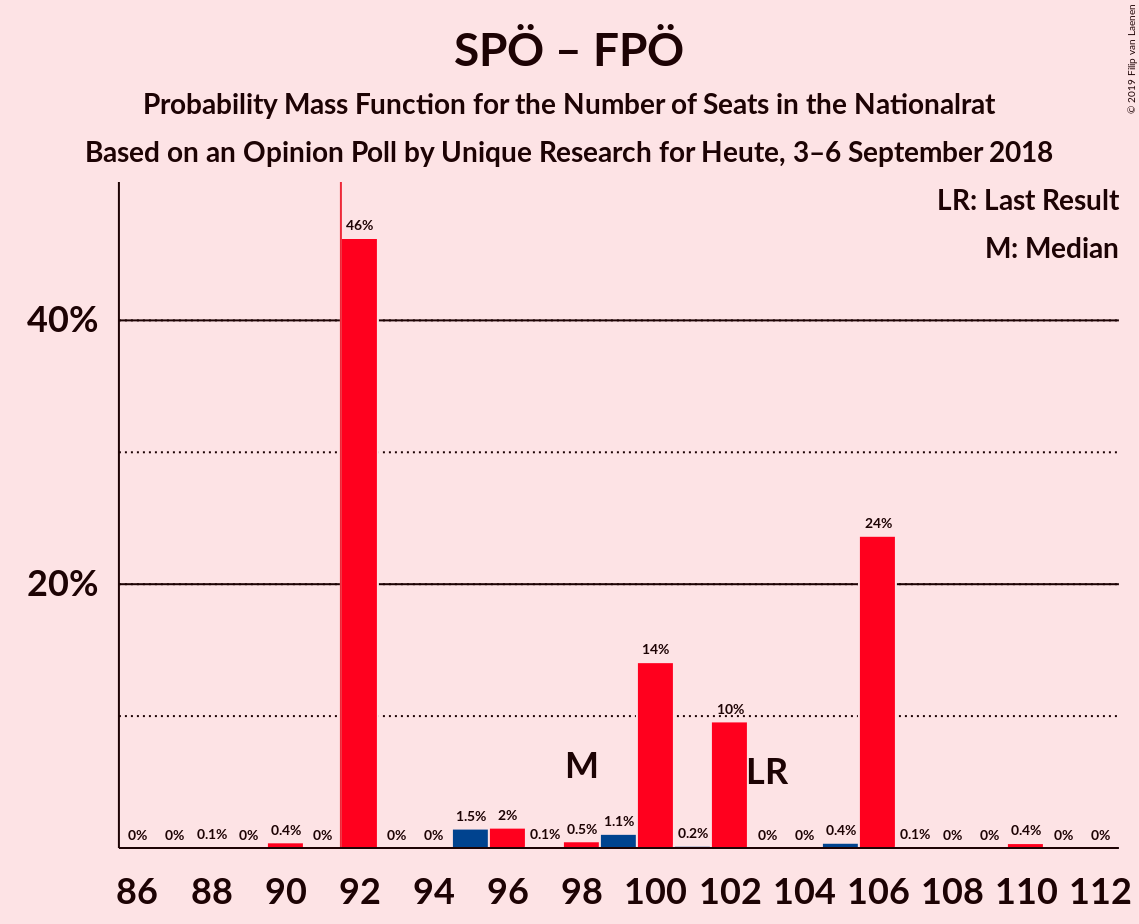 SPÖ – FPÖ
Probability Mass Function for the Number of Seats in the Nationalrat
Based on an Opinion Poll by Unique Research for Heute, 3–6 September 2018
© 2019 Filip van Laenen
LR: Last Result
M: Median
40%
20%
0% 0% 0.1% 0% 0.4% 0% 46% 0% 0% 1.5% 2% 0.1% 0.5% 1.1% 14% 0.2% 10% 0% 0% 0.4% 24% 0.1% 0% 0% 0.4% 0% 0%
M LR
86 88 90 92 94 96 98 100 102 104 106 108 110 112